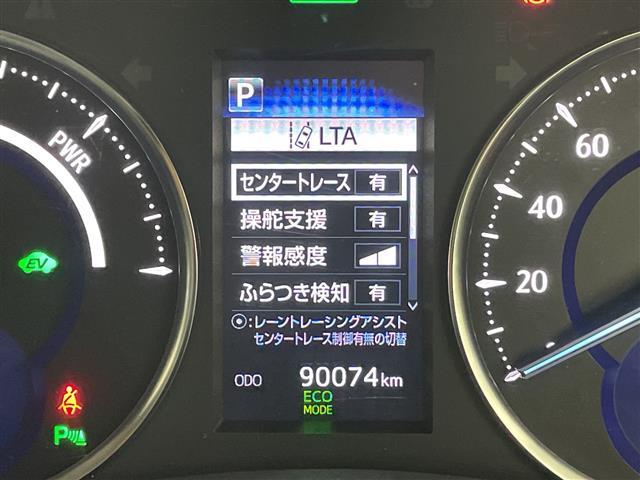 P
LTA
センタートレース 有
操舵支援 有
警報感度
ふらつき検知 有
:レーントレーシングアシスト
センタートレース制御有無の切替
ODO 90074km
ECO
MODE
PWR
EV
P
60
40
20
0